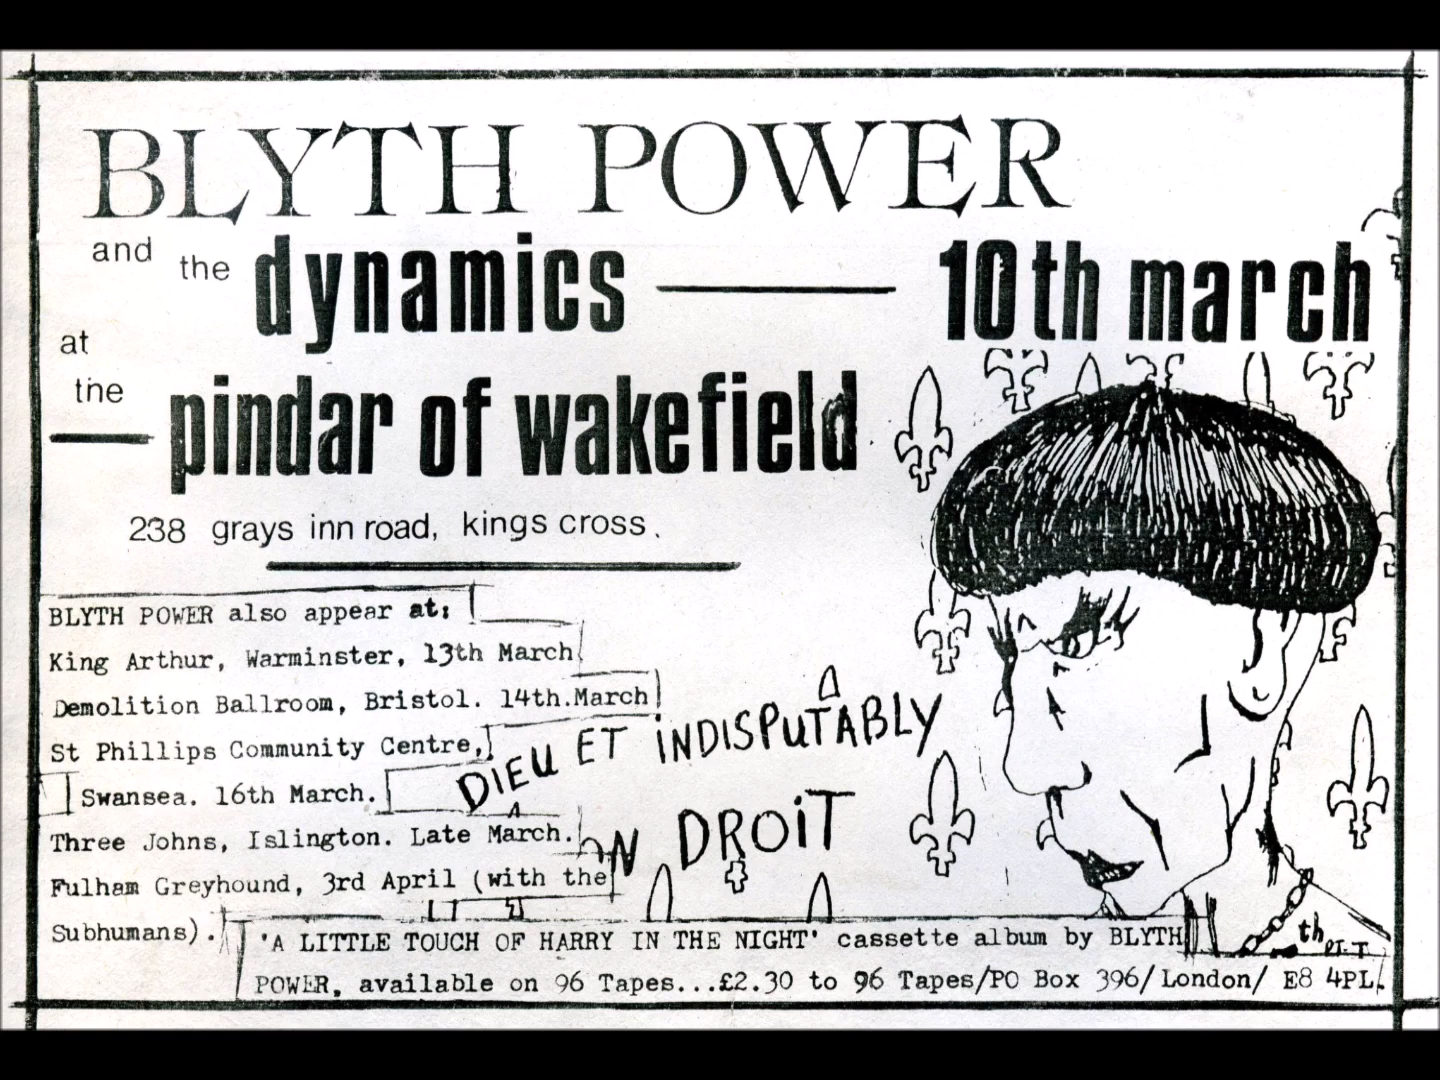 BLYTH POWER
and the dynamics
10th march
at
the
pindar of wakefield
238 grays inn road, kings cross.
BLYTH POWER also appear at:
King Arthur, Warminster, 13th March
Demolition Ballroom, Bristol. 14th.March
St Phillips Community Centre,
Swansea. 16th March.
Three Johns, Islington. Late March.
Fulham Greyhound, 3rd April (with the
Subhumans).
DIEU ET INDISPUTABLY
DROIT
'A LITTLE TOUCH OF HARRY IN THE NIGHT' cassette album by BLYTH
POWER, available on 96 Tapes...£2.30 to 96 Tapes/PO Box 396/London/ E8 4PL.